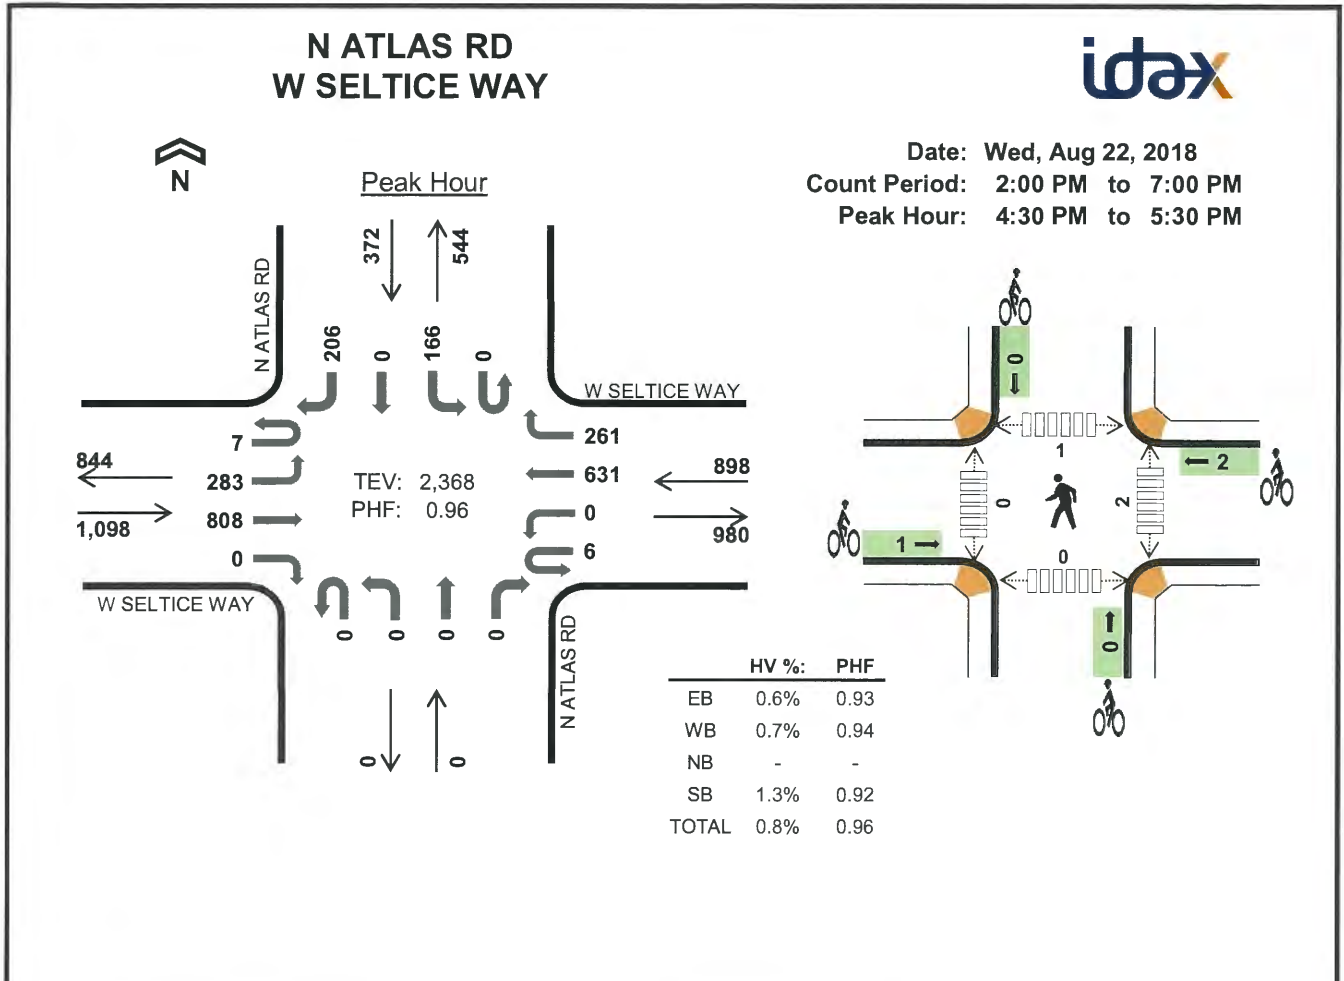 N ATLAS RD
W SELTICE WAY
idax
Date: Wed, Aug 22, 2018
Count Period: 2:00 PM to 7:00 PM
Peak Hour: 4:30 PM to 5:30 PM
N
Peak Hour
372
544
N ATLAS RD
206
0
166
0
W SELTICE WAY
7
283
808
0
844
1,098
TEV: 2,368
PHF: 0.96
261
631
0
6
898
980
W SELTICE WAY
0
0
0
0
N ATLAS RD
0
0
0
1
2
0
2
1
0
0
HV %: PHF
EB 0.6% 0.93
WB 0.7% 0.94
NB - -
SB 1.3% 0.92
TOTAL 0.8% 0.96